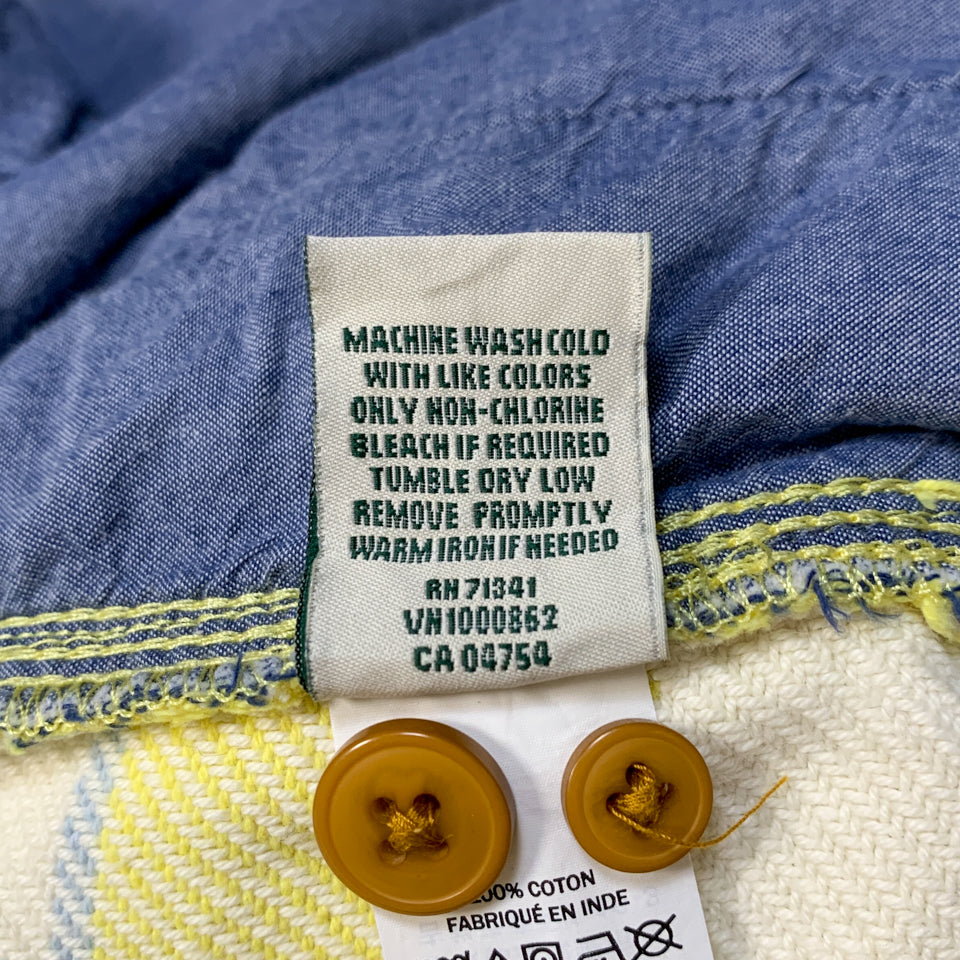 MACHINE WASH COLD
WITH LIKE COLORS
ONLY NON-CHLORINE
BLEACH IF REQUIRED
TUMBLE DRY LOW
REMOVE PROMPTLY
WARM IRON IF NEEDED
RN 71341
VN1000862
CA 04754
100% COTON
FABRIQUÉ EN INDE